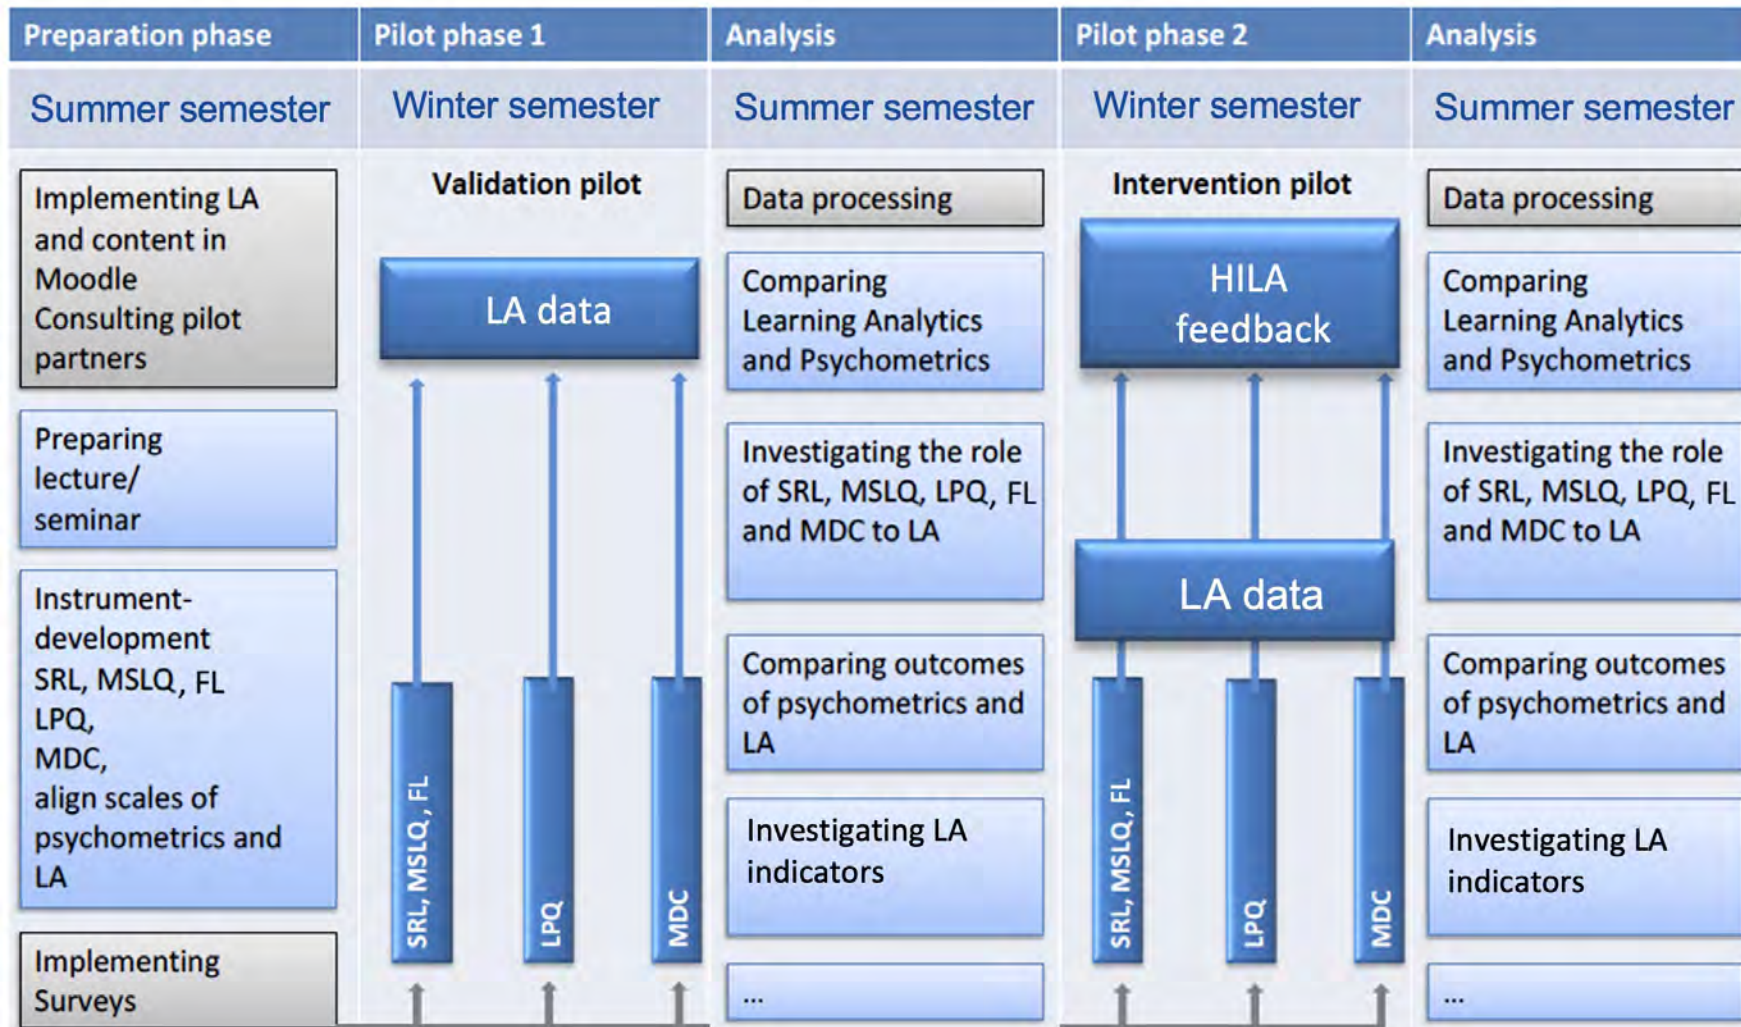 Preparation phase
Pilot phase 1
Analysis
Pilot phase 2
Analysis
Summer semester
Winter semester
Summer semester
Winter semester
Summer semester
Implementing LA
and content in
Moodle
Consulting pilot
partners
Preparing
lecture/
seminar
Instrument-
development
SRL, MSLQ, FL
LPQ,
MDC,
align scales of
psychometrics and
LA
Implementing
Surveys
Validation pilot
LA data
SRL, MSLQ, FL
LPQ
MDC
Data processing
Comparing
Learning Analytics
and Psychometrics
Investigating the role
of SRL, MSLQ, LPQ, FL
and MDC to LA
Comparing outcomes
of psychometrics and
LA
Investigating LA
indicators
...
Intervention pilot
HILA
feedback
LA data
SRL, MSLQ, FL
LPQ
MDC
Data processing
Comparing
Learning Analytics
and Psychometrics
Investigating the role
of SRL, MSLQ, LPQ, FL
and MDC to LA
Comparing outcomes
of psychometrics and
LA
Investigating LA
indicators
...